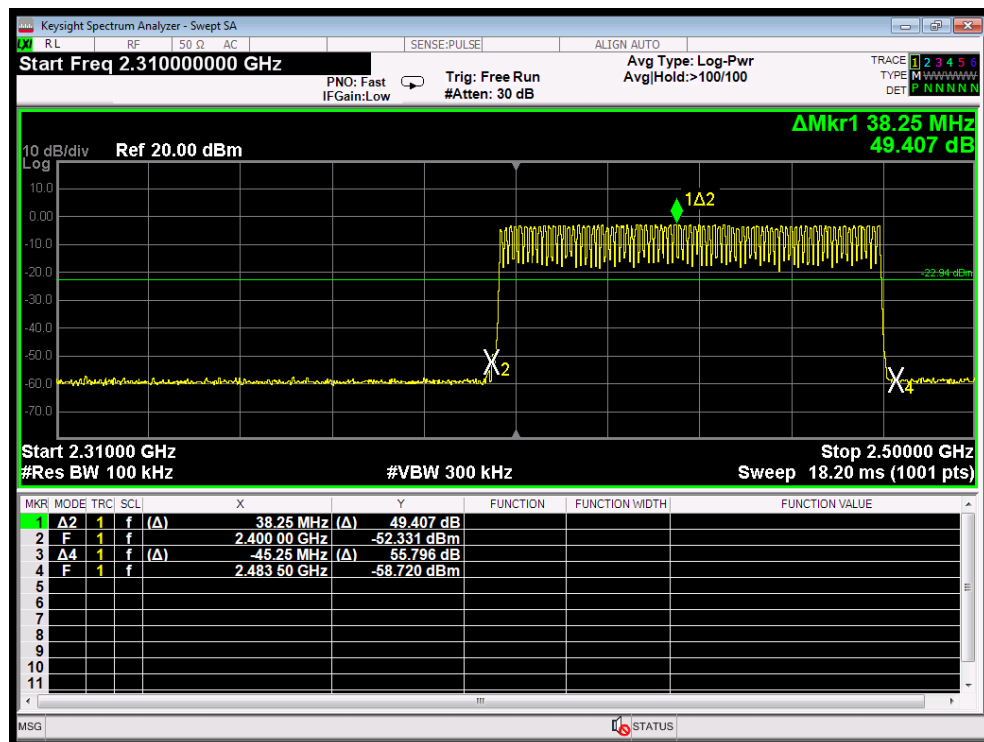 Keysight Spectrum Analyzer - Swept SA
LXI RL RF 50 Ω AC SENSE:PULSE ALIGN AUTO
Start Freq 2.310000000 GHz
PNO: Fast
IFGain:Low
Trig: Free Run
#Atten: 30 dB
Avg Type: Log-Pwr
Avg|Hold:>100/100
TRACE 1 2 3 4 5 6
TYPE M WWWWW
DET P N N N N N
ΔMkr1 38.25 MHz
49.407 dB
10 dB/div Ref 20.00 dBm
Log
10.0
0.00
-10.0
-20.0
-30.0
-40.0
-50.0
-60.0
-70.0
1Δ2
-22.94 dBm
2
4
Start 2.31000 GHz Stop 2.50000 GHz
#Res BW 100 kHz #VBW 300 kHz Sweep 18.20 ms (1001 pts)
MKR MODE TRC SCL X Y FUNCTION FUNCTION WIDTH FUNCTION VALUE
1 Δ2 1 f (Δ) 38.25 MHz (Δ) 49.407 dB
2 F 1 f 2.400 00 GHz -52.331 dBm
3 Δ4 1 f (Δ) -45.25 MHz (Δ) 55.796 dB
4 F 1 f 2.483 50 GHz -58.720 dBm
5
6
7
8
9
10
11
MSG STATUS